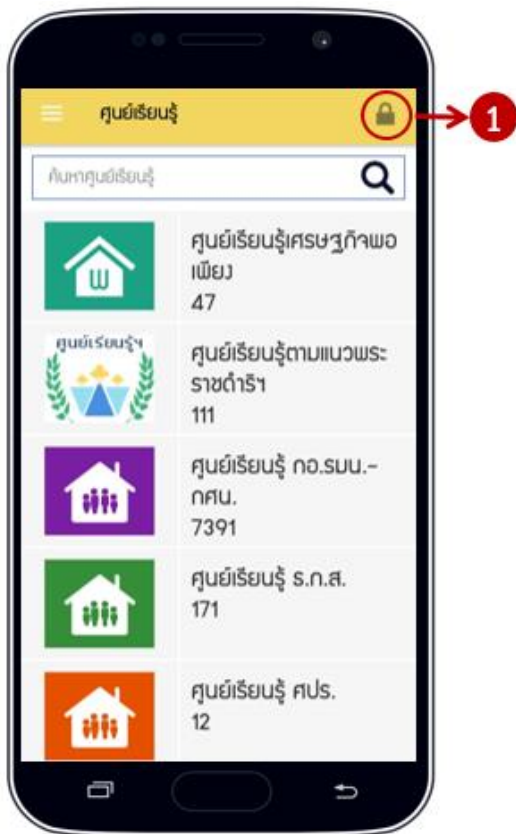 ศูนย์เรียนรู้
1
ค้นหาศูนย์เรียนรู้
ศูนย์เรียนรู้เศรษฐกิจพอ
เพียง
47
พ
ศูนย์เรียนรู้ฯ
ศูนย์เรียนรู้ตามแนวพระ
ราชดำริฯ
111
ศูนย์เรียนรู้ กอ.รมน.-
กศน.
7391
ศูนย์เรียนรู้ ธ.ก.ส.
171
ศูนย์เรียนรู้ ศปร.
12